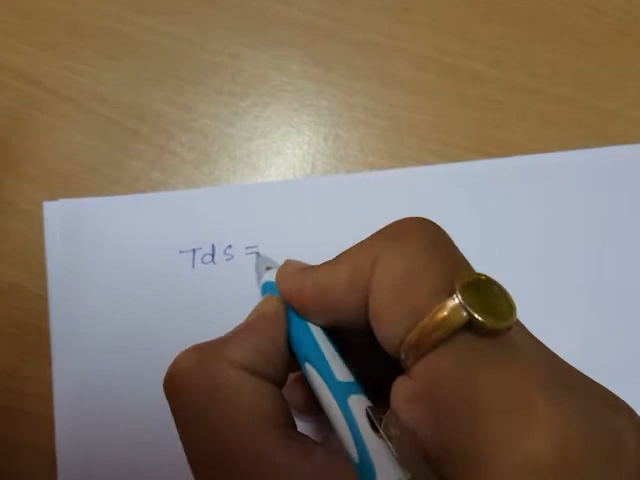 Tds =